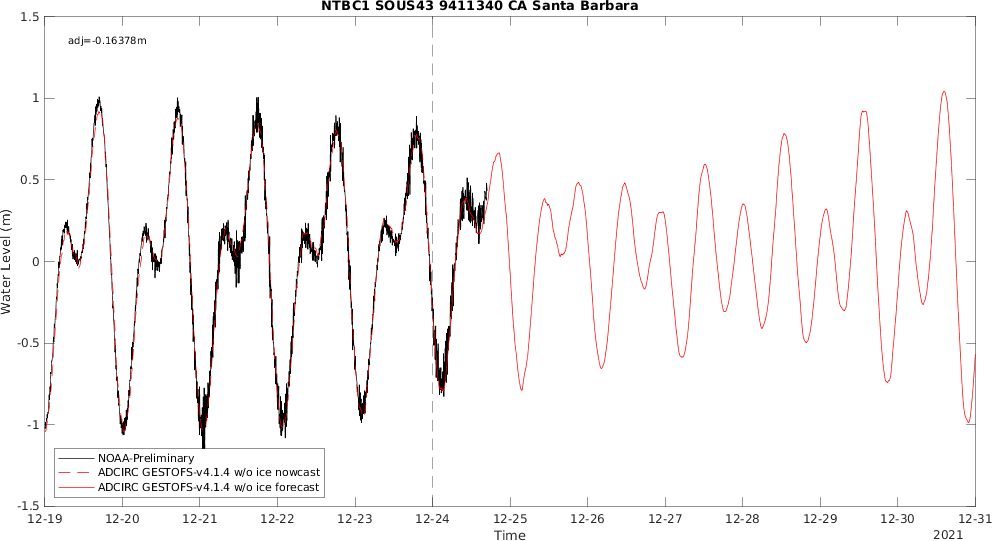 NTBC1 SOUS43 9411340 CA Santa Barbara
adj=-0.16378m
1.5
1
0.5
0
-0.5
-1
-1.5
Water Level (m)
NOAA-Preliminary
ADCIRC GESTOFS-v4.1.4 w/o ice nowcast
ADCIRC GESTOFS-v4.1.4 w/o ice forecast
12-19 12-20 12-21 12-22 12-23 12-24 12-25 12-26 12-27 12-28 12-29 12-30 12-31
Time
2021